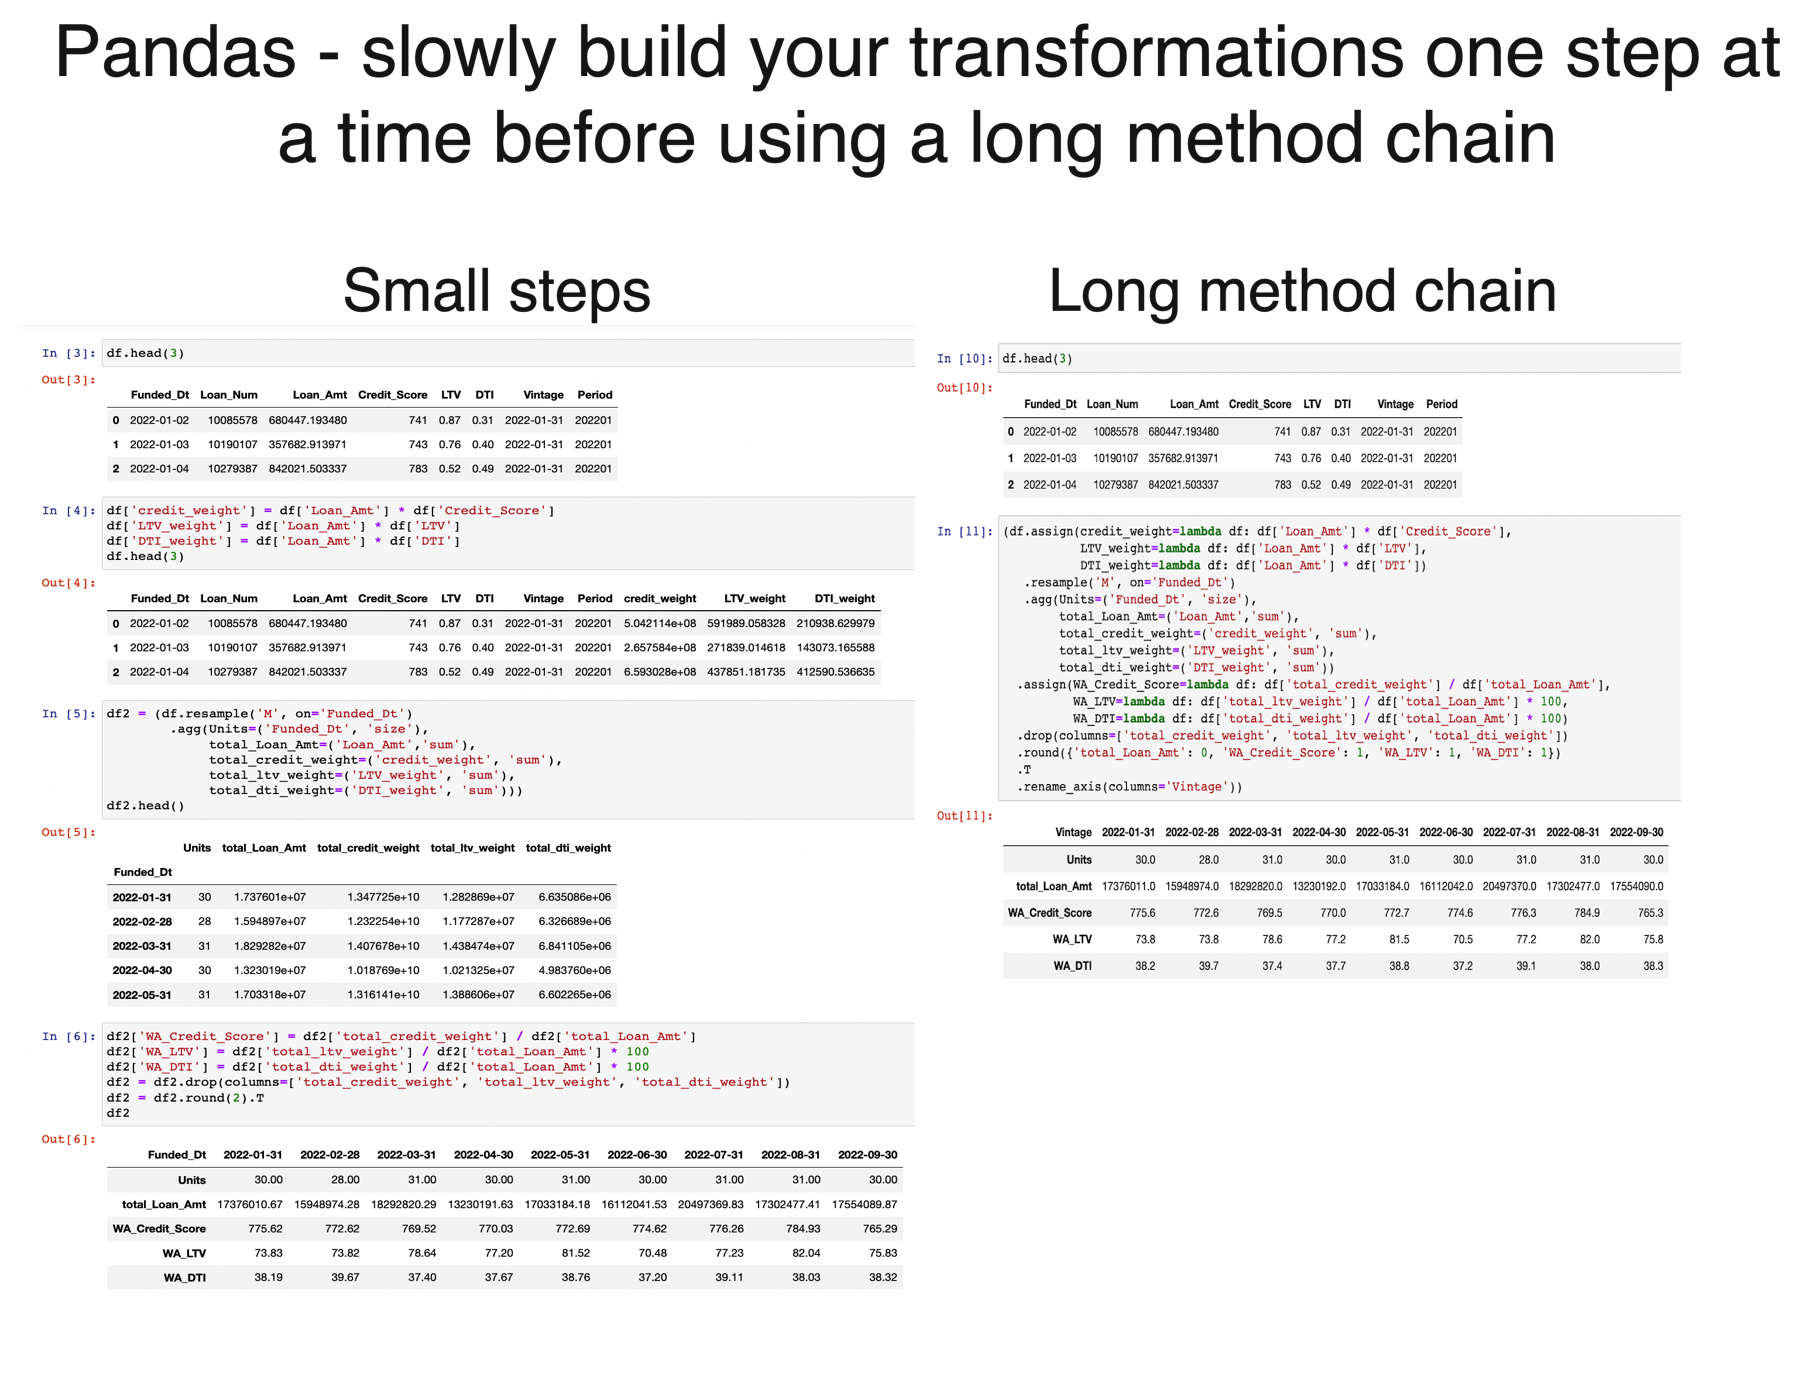 Pandas - slowly build your transformations one step at
a time before using a long method chain
Small steps
In [3]: df.head(3)
Out[3]:
Funded_Dt Loan_Num Loan_Amt Credit_Score LTV DTI Vintage Period
0 2022-01-02 10085578 680447.193480 741 0.87 0.31 2022-01-31 202201
1 2022-01-03 10190107 357682.913971 743 0.76 0.40 2022-01-31 202201
2 2022-01-04 10279387 842021.503337 783 0.52 0.49 2022-01-31 202201
In [4]: df['credit_weight'] = df['Loan_Amt'] * df['Credit_Score']
df['LTV_weight'] = df['Loan_Amt'] * df['LTV']
df['DTI_weight'] = df['Loan_Amt'] * df['DTI']
df.head(3)
Out[4]:
Funded_Dt Loan_Num Loan_Amt Credit_Score LTV DTI Vintage Period credit_weight LTV_weight DTI_weight
0 2022-01-02 10085578 680447.193480 741 0.87 0.31 2022-01-31 202201 5.042114e+08 591989.058328 210938.629979
1 2022-01-03 10190107 357682.913971 743 0.76 0.40 2022-01-31 202201 2.657584e+08 271839.014618 143073.165588
2 2022-01-04 10279387 842021.503337 783 0.52 0.49 2022-01-31 202201 6.593028e+08 437851.181735 412590.536635
In [5]: df2 = (df.resample('M', on='Funded_Dt')
.agg(Units=('Funded_Dt', 'size'),
total_Loan_Amt=('Loan_Amt','sum'),
total_credit_weight=('credit_weight', 'sum'),
total_ltv_weight=('LTV_weight', 'sum'),
total_dti_weight=('DTI_weight', 'sum')))
df2.head()
Out[5]:
Units total_Loan_Amt total_credit_weight total_ltv_weight total_dti_weight
Funded_Dt
2022-01-31 30 1.737601e+07 1.347725e+10 1.282869e+07 6.635086e+06
2022-02-28 28 1.594897e+07 1.232254e+10 1.177287e+07 6.326689e+06
2022-03-31 31 1.829282e+07 1.407678e+10 1.438474e+07 6.841105e+06
2022-04-30 30 1.323019e+07 1.018769e+10 1.021325e+07 4.983760e+06
2022-05-31 31 1.703318e+07 1.316141e+10 1.388606e+07 6.602265e+06
In [6]: df2['WA_Credit_Score'] = df2['total_credit_weight'] / df2['total_Loan_Amt']
df2['WA_LTV'] = df2['total_ltv_weight'] / df2['total_Loan_Amt'] * 100
df2['WA_DTI'] = df2['total_dti_weight'] / df2['total_Loan_Amt'] * 100
df2 = df2.drop(columns=['total_credit_weight', 'total_ltv_weight', 'total_dti_weight'])
df2 = df2.round(2).T
df2
Out[6]:
Funded_Dt 2022-01-31 2022-02-28 2022-03-31 2022-04-30 2022-05-31 2022-06-30 2022-07-31 2022-08-31 2022-09-30
Units 30.00 28.00 31.00 30.00 31.00 30.00 31.00 31.00 30.00
total_Loan_Amt 17376010.67 15948974.28 18292820.29 13230191.63 17033184.18 16112041.53 20497369.83 17302477.41 17554089.87
WA_Credit_Score 775.62 772.62 769.52 770.03 772.69 774.62 776.26 784.93 765.29
WA_LTV 73.83 73.82 78.64 77.20 81.52 70.48 77.23 82.04 75.83
WA_DTI 38.19 39.67 37.40 37.67 38.76 37.20 39.11 38.03 38.32
Long method chain
In [10]: df.head(3)
Out[10]:
Funded_Dt Loan_Num Loan_Amt Credit_Score LTV DTI Vintage Period
0 2022-01-02 10085578 680447.193480 741 0.87 0.31 2022-01-31 202201
1 2022-01-03 10190107 357682.913971 743 0.76 0.40 2022-01-31 202201
2 2022-01-04 10279387 842021.503337 783 0.52 0.49 2022-01-31 202201
In [11]: (df.assign(credit_weight=lambda df: df['Loan_Amt'] * df['Credit_Score'],
LTV_weight=lambda df: df['Loan_Amt'] * df['LTV'],
DTI_weight=lambda df: df['Loan_Amt'] * df['DTI'])
.resample('M', on='Funded_Dt')
.agg(Units=('Funded_Dt', 'size'),
total_Loan_Amt=('Loan_Amt','sum'),
total_credit_weight=('credit_weight', 'sum'),
total_ltv_weight=('LTV_weight', 'sum'),
total_dti_weight=('DTI_weight', 'sum'))
.assign(WA_Credit_Score=lambda df: df['total_credit_weight'] / df['total_Loan_Amt'],
WA_LTV=lambda df: df['total_ltv_weight'] / df['total_Loan_Amt'] * 100,
WA_DTI=lambda df: df['total_dti_weight'] / df['total_Loan_Amt'] * 100)
.drop(columns=['total_credit_weight', 'total_ltv_weight', 'total_dti_weight'])
.round({'total_Loan_Amt': 0, 'WA_Credit_Score': 1, 'WA_LTV': 1, 'WA_DTI': 1})
.T
.rename_axis(columns='Vintage'))
Out[11]:
Vintage 2022-01-31 2022-02-28 2022-03-31 2022-04-30 2022-05-31 2022-06-30 2022-07-31 2022-08-31 2022-09-30
Units 30.0 28.0 31.0 30.0 31.0 30.0 31.0 31.0 30.0
total_Loan_Amt 17376011.0 15948974.0 18292820.0 13230192.0 17033184.0 16112042.0 20497370.0 17302477.0 17554090.0
WA_Credit_Score 775.6 772.6 769.5 770.0 772.7 774.6 776.3 784.9 765.3
WA_LTV 73.8 73.8 78.6 77.2 81.5 70.5 77.2 82.0 75.8
WA_DTI 38.2 39.7 37.4 37.7 38.8 37.2 39.1 38.0 38.3